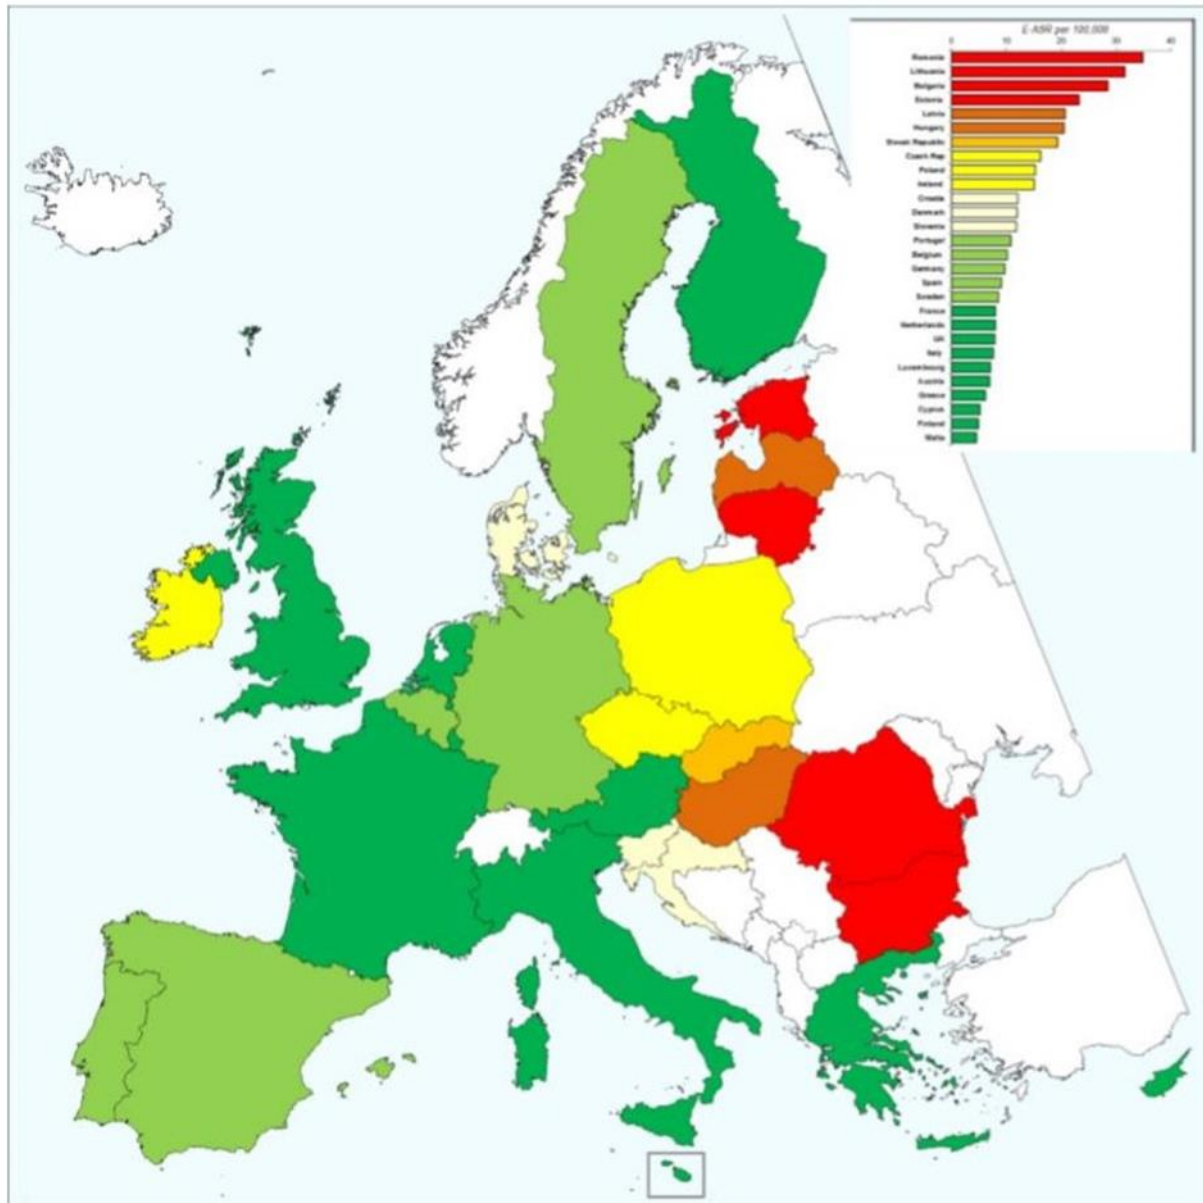 E-ASR per 100,000
0 10 20 30 40
Romania
Lithuania
Bulgaria
Estonia
Latvia
Hungary
Slovak Republic
Czech Rep
Poland
Ireland
Croatia
Denmark
Slovenia
Portugal
Belgium
Germany
Spain
Sweden
France
Netherlands
UK
Italy
Luxembourg
Austria
Greece
Cyprus
Finland
Malta